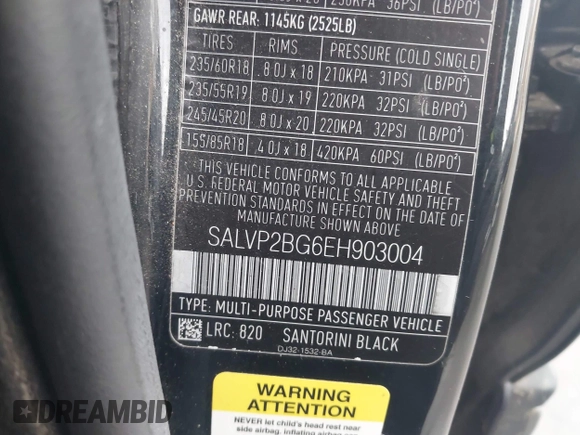 GAWR REAR: 1145KG (2525LB)
TIRES RIMS PRESSURE (COLD SINGLE)
235/60R18 8.0J x 18 210KPA 31PSI (LB/PO²)
235/55R19 8.0J x 19 220KPA 32PSI (LB/PO²)
245/45R20 8.0J x 20 220KPA 32PSI (LB/PO²)
155/85R18 4.0J x 18 420KPA 60PSI (LB/PO²)
THIS VEHICLE CONFORMS TO ALL APPLICABLE
U.S. FEDERAL MOTOR VEHICLE SAFETY AND THEFT
PREVENTION STANDARDS IN EFFECT ON THE DATE OF
MANUFACTURE SHOWN ABOVE
SALVP2BG6EH903004
TYPE: MULTI-PURPOSE PASSENGER VEHICLE
LRC: 820 SANTORINI BLACK
DJ32-1532-BA
WARNING
ATTENTION
NEVER let child's head rest near
side airbag, inflating airbag can
DREAMBID